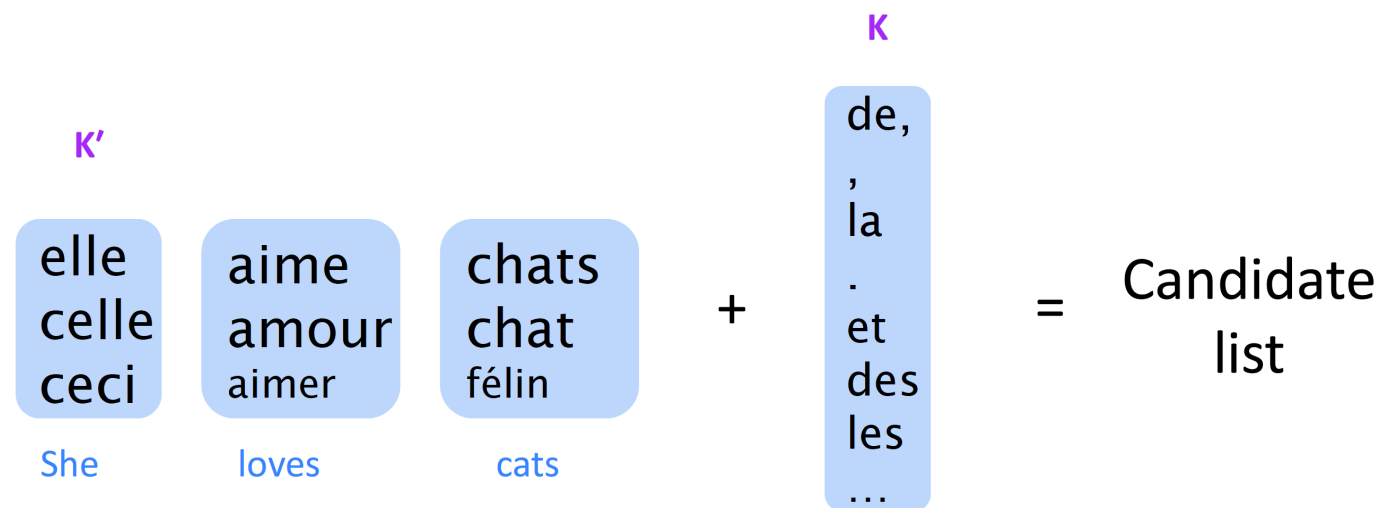 K′
elle
celle
ceci
She
aime
amour
aimer
loves
chats
chat
félin
cats
+
K
de,
,
la
.
et
des
les
...
=
Candidate
list